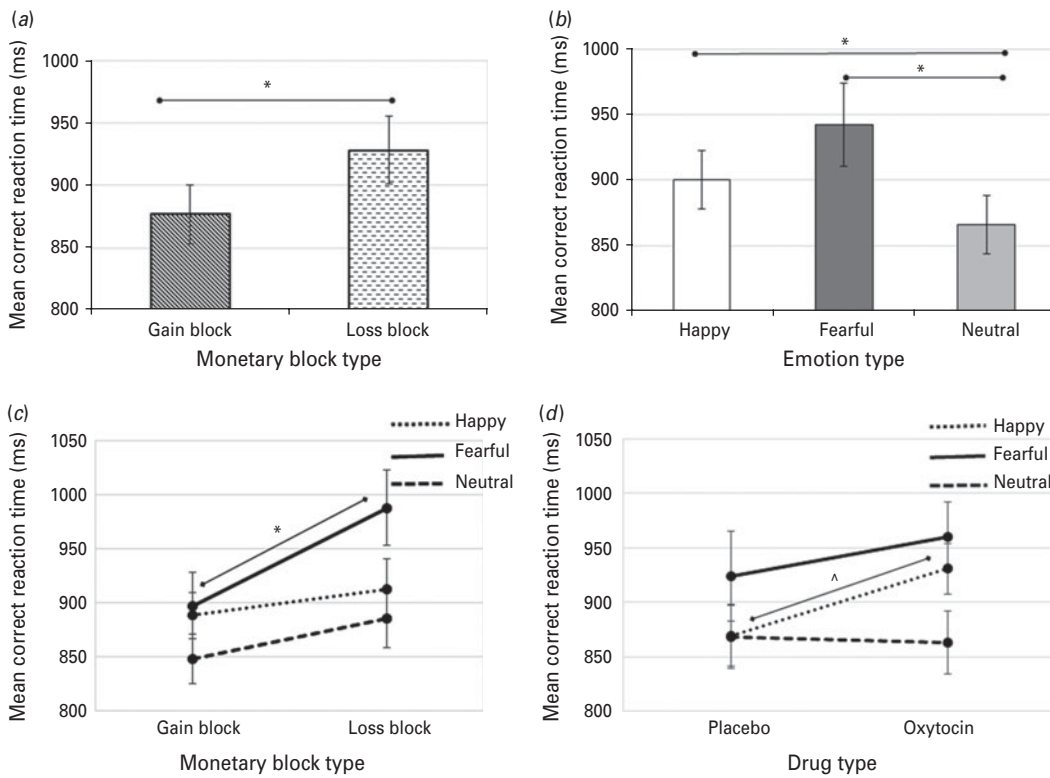 (a)
Mean correct reaction time (ms)
1000
950
900
850
800
*
Gain block Loss block
Monetary block type
(b)
Mean correct reaction time (ms)
1000
950
900
850
800
*
*
Happy Fearful Neutral
Emotion type
(c)
Mean correct reaction time (ms)
1050
1000
950
900
850
800
Happy
Fearful
Neutral
*
Gain block Loss block
Monetary block type
(d)
Mean correct reaction time (ms)
1050
1000
950
900
850
800
Happy
Fearful
Neutral
^
Placebo Oxytocin
Drug type